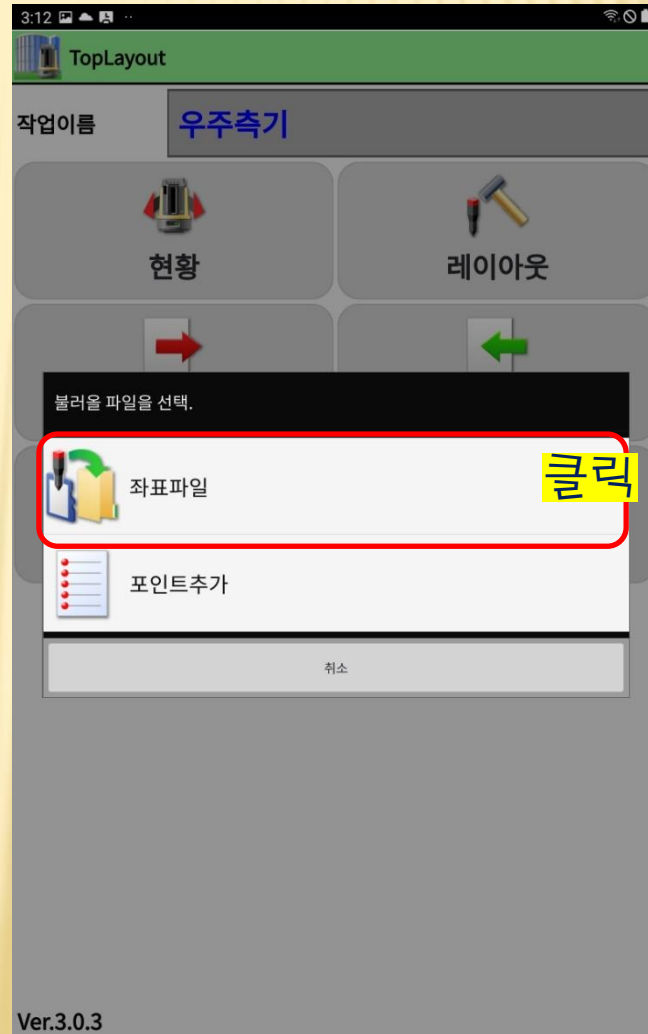 3:12
TopLayout
작업이름 우주측기
현황 레이아웃
불러올 파일을 선택.
좌표파일 클릭
포인트추가
취소
Ver.3.0.3